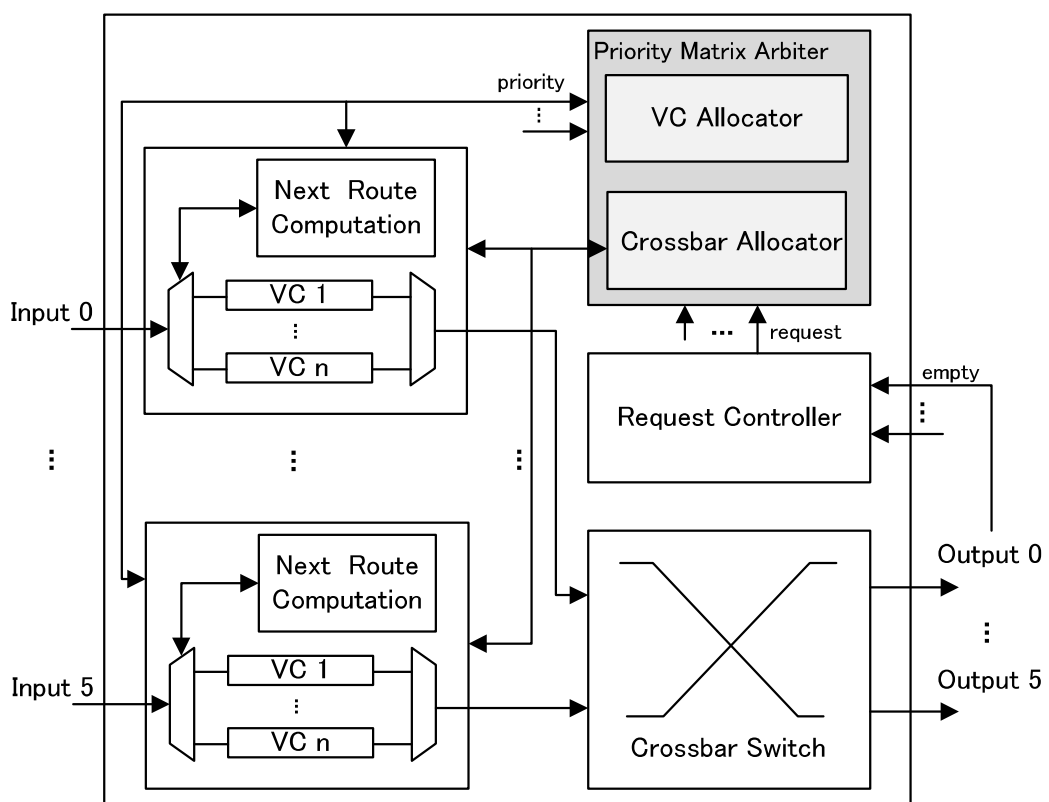 Priority Matrix Arbiter
priority
...
VC Allocator
Next Route
Computation
Crossbar Allocator
Input 0
VC 1
...
VC n
... request
empty
Request Controller
...
... ... ...
Next Route
Computation
Output 0
...
Input 5
VC 1
...
VC n
Output 5
Crossbar Switch